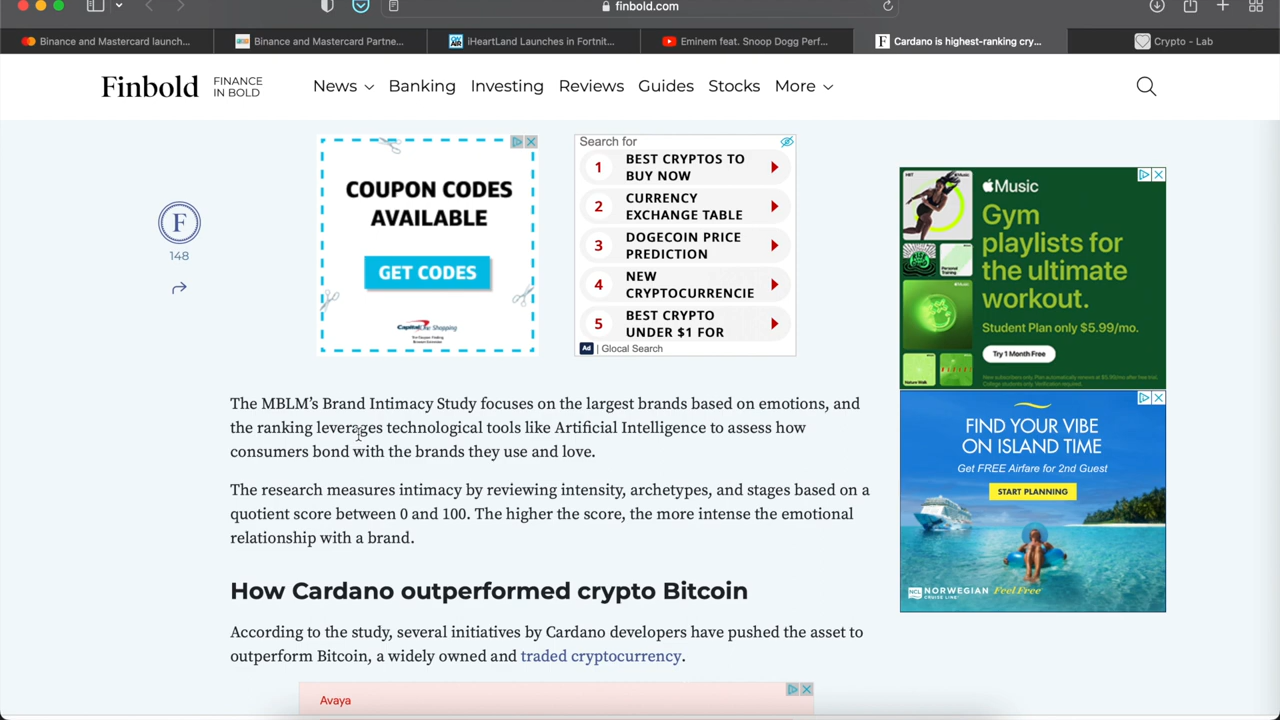 finbold.com
Binance and Mastercard launch...
Binance and Mastercard Partne...
iHeartLand Launches in Fortnit...
Eminem feat. Snoop Dogg Perf...
Cardano is highest-ranking cry...
Crypto - Lab
Finbold
FINANCE
IN BOLD
News
Banking
Investing
Reviews
Guides
Stocks
More
F
148
COUPON CODES
AVAILABLE
GET CODES
Capital One Shopping
Search for
1 BEST CRYPTOS TO
BUY NOW
2 CURRENCY
EXCHANGE TABLE
3 DOGECOIN PRICE
PREDICTION
4 NEW
CRYPTOCURRENCIE
5 BEST CRYPTO
UNDER $1 FOR
Ad | Glocal Search
Music
Gym
playlists for
the ultimate
workout.
Student Plan only $5.99/mo.
Try 1 Month Free
FIND YOUR VIBE
ON ISLAND TIME
Get FREE Airfare for 2nd Guest
START PLANNING
NCL NORWEGIAN Feel Free
CRUISE LINE
The MBLM’s Brand Intimacy Study focuses on the largest brands based on emotions, and
the ranking leverages technological tools like Artificial Intelligence to assess how
consumers bond with the brands they use and love.
The research measures intimacy by reviewing intensity, archetypes, and stages based on a
quotient score between 0 and 100. The higher the score, the more intense the emotional
relationship with a brand.
How Cardano outperformed crypto Bitcoin
According to the study, several initiatives by Cardano developers have pushed the asset to
outperform Bitcoin, a widely owned and traded cryptocurrency.
Avaya